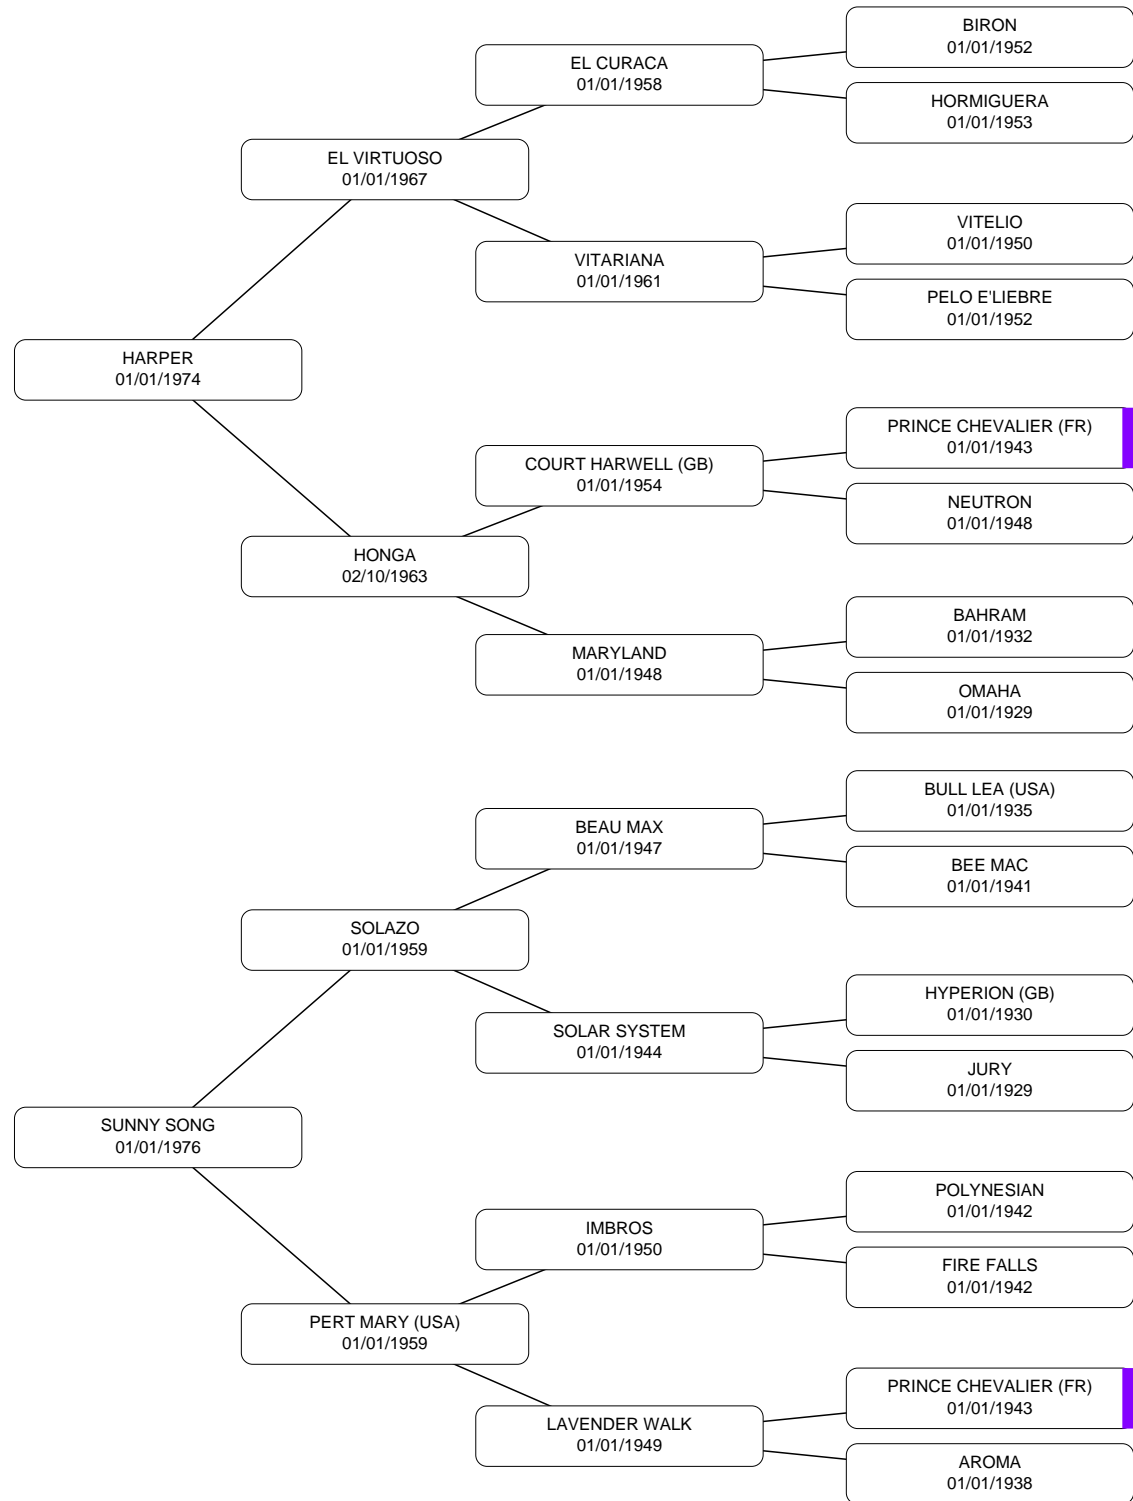 BIRON
01/01/1952
EL CURACA
01/01/1958
HORMIGUERA
01/01/1953
EL VIRTUOSO
01/01/1967
VITELIO
01/01/1950
VITARIANA
01/01/1961
PELO E'LIEBRE
01/01/1952
HARPER
01/01/1974
PRINCE CHEVALIER (FR)
01/01/1943
COURT HARWELL (GB)
01/01/1954
NEUTRON
01/01/1948
HONGA
02/10/1963
BAHRAM
01/01/1932
MARYLAND
01/01/1948
OMAHA
01/01/1929
BULL LEA (USA)
01/01/1935
BEAU MAX
01/01/1947
BEE MAC
01/01/1941
SOLAZO
01/01/1959
HYPERION (GB)
01/01/1930
SOLAR SYSTEM
01/01/1944
JURY
01/01/1929
SUNNY SONG
01/01/1976
POLYNESIAN
01/01/1942
IMBROS
01/01/1950
FIRE FALLS
01/01/1942
PERT MARY (USA)
01/01/1959
PRINCE CHEVALIER (FR)
01/01/1943
LAVENDER WALK
01/01/1949
AROMA
01/01/1938